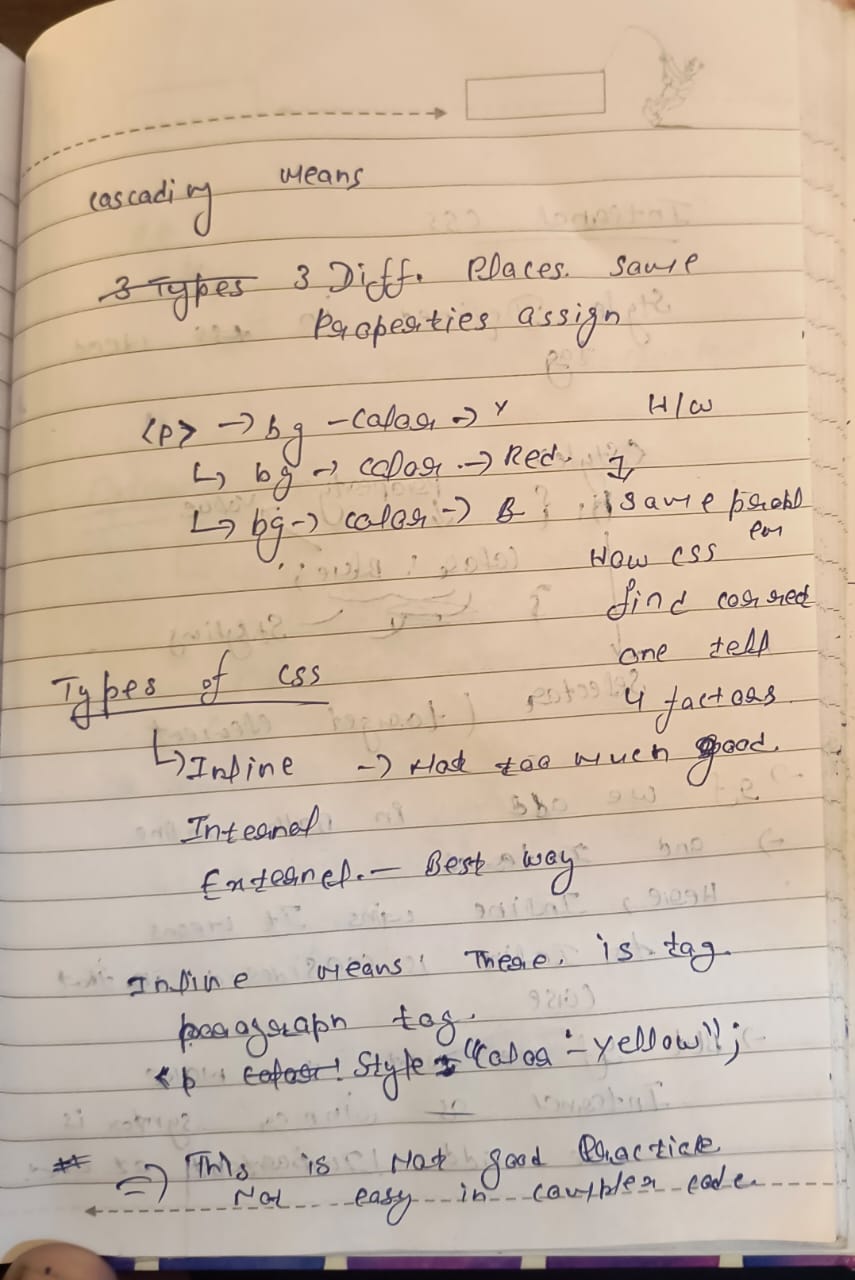 cascading means
3 Types 3 Diff. Places. same
Properties assign
<p> → bg - color → Y
↳ bg → color → Red.
↳ bg → color → B
H/W
same probl
em
How css
find correct
one tell
4 factors
Types of css
↳ Inline → Not too much good.
Internal
External. - Best way
Inline means: There. is tag.
paragraph tag.
<p color: Style = "Color :- yellow";
# ⇒ This is Not good Practice
Not easy in complex code.